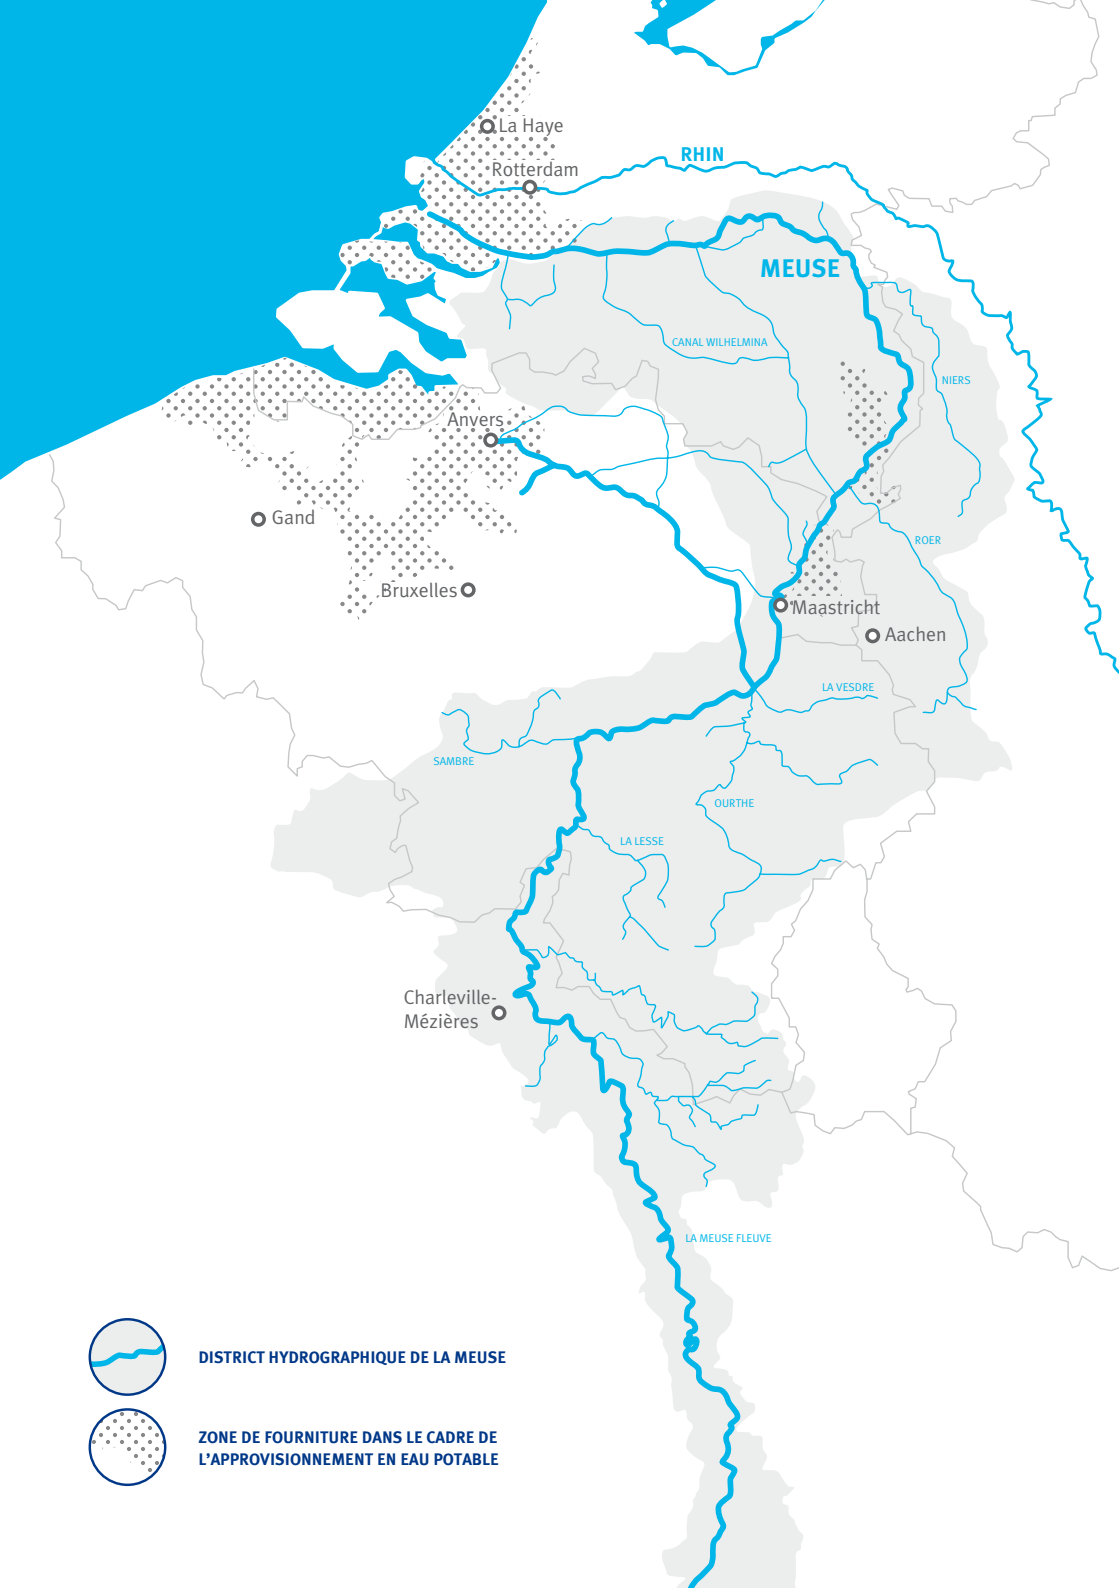 La Haye
RHIN
Rotterdam
MEUSE
CANAL WILHELMINA
NIERS
Anvers
Gand
ROER
Bruxelles
Maastricht
Aachen
LA VESDRE
SAMBRE
OURTHE
LA LESSE
Charleville-
Mézières
LA MEUSE FLEUVE
DISTRICT HYDROGRAPHIQUE DE LA MEUSE
ZONE DE FOURNITURE DANS LE CADRE DE
L'APPROVISIONNEMENT EN EAU POTABLE